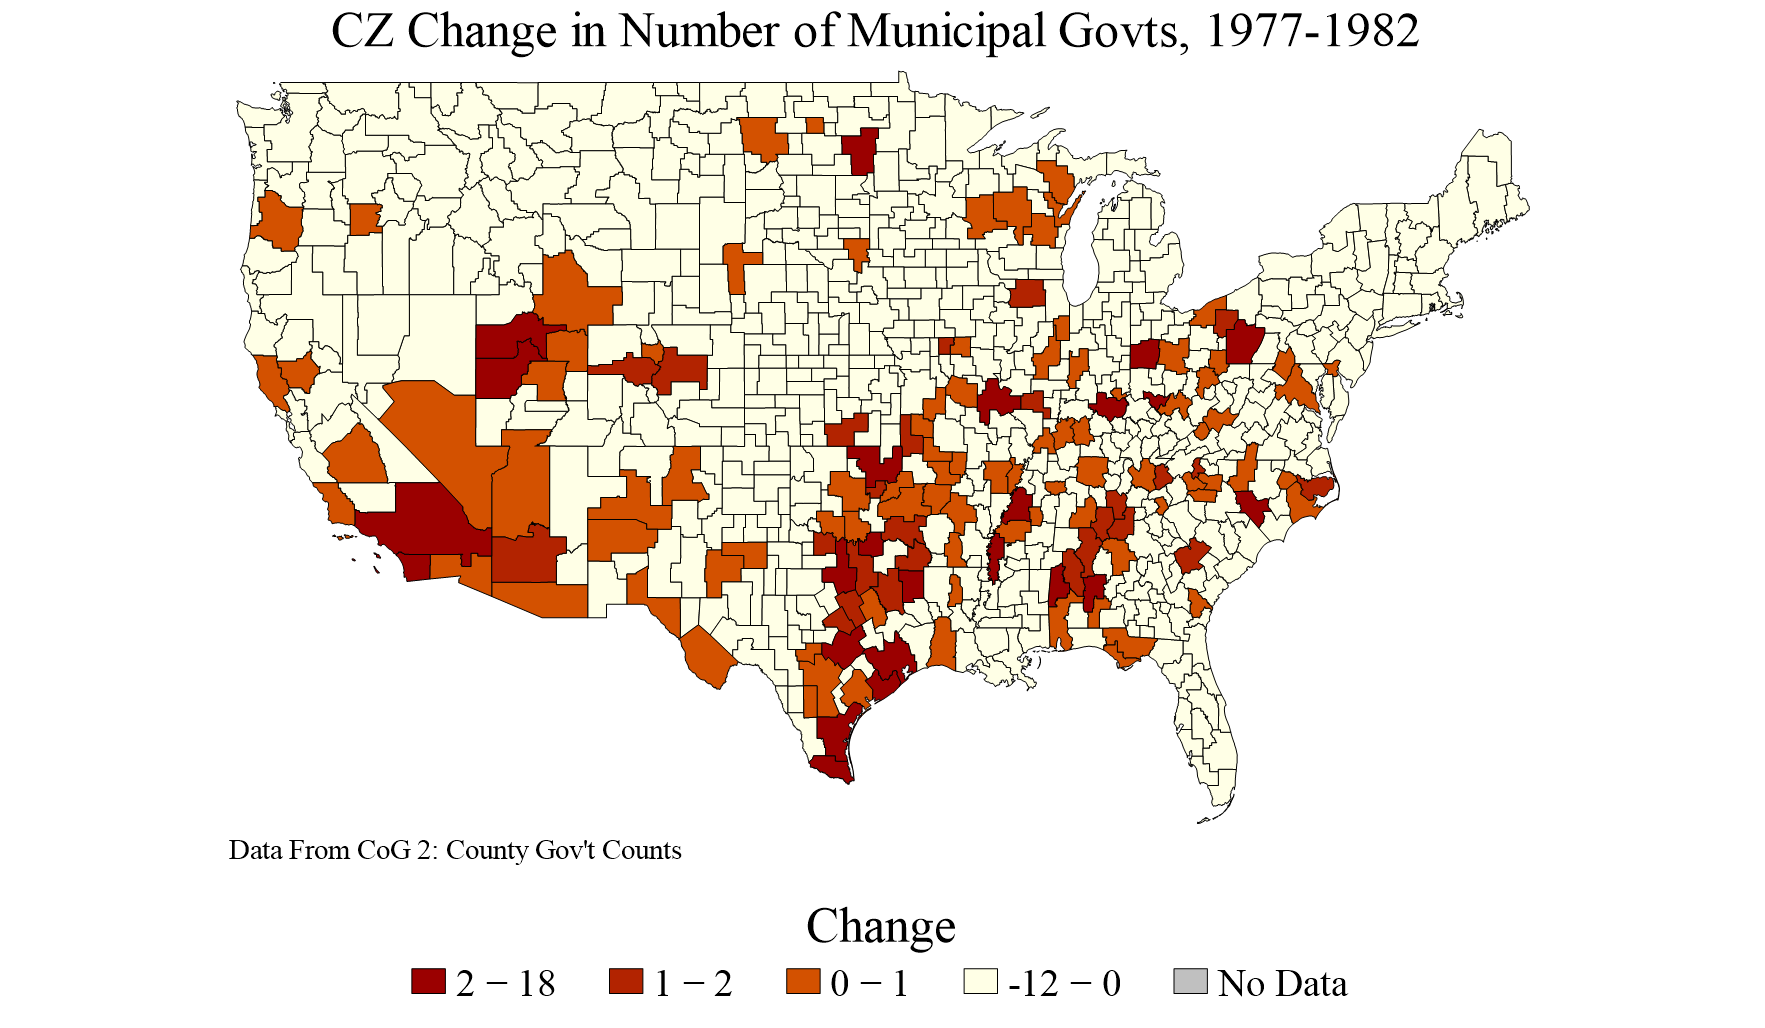 CZ Change in Number of Municipal Govts, 1977-1982
Data From CoG 2: County Gov't Counts
Change
2 − 18
1 − 2
0 − 1
-12 − 0
No Data